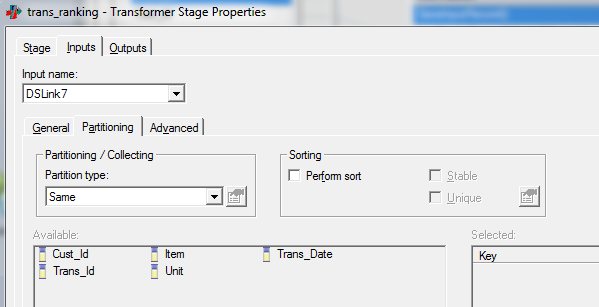 trans_ranking - Transformer Stage Properties
Stage Inputs Outputs
Input name:
DSLink7
General Partitioning Advanced
Partitioning / Collecting Sorting
Partition type:
Perform sort Stable
Same
Unique
Available: Selected:
Cust_Id Item Trans_Date
Key
Trans_Id Unit